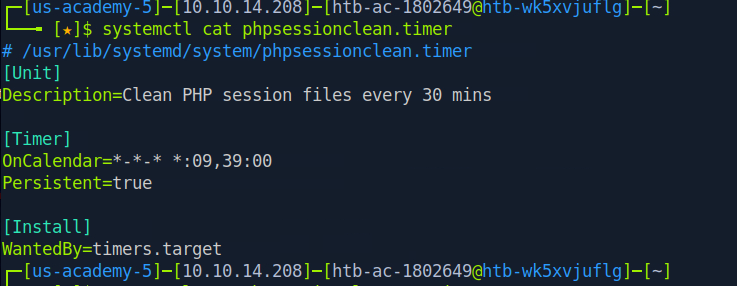 ┌─[us-academy-5]─[10.10.14.208]─[htb-ac-1802649@htb-wk5xvjuflg]─[~]
└──╼ [★]$ systemctl cat phpsessionclean.timer
# /usr/lib/systemd/system/phpsessionclean.timer
[Unit]
Description=Clean PHP session files every 30 mins

[Timer]
OnCalendar=*-*-* *:09,39:00
Persistent=true

[Install]
WantedBy=timers.target
┌─[us-academy-5]─[10.10.14.208]─[htb-ac-1802649@htb-wk5xvjuflg]─[~]